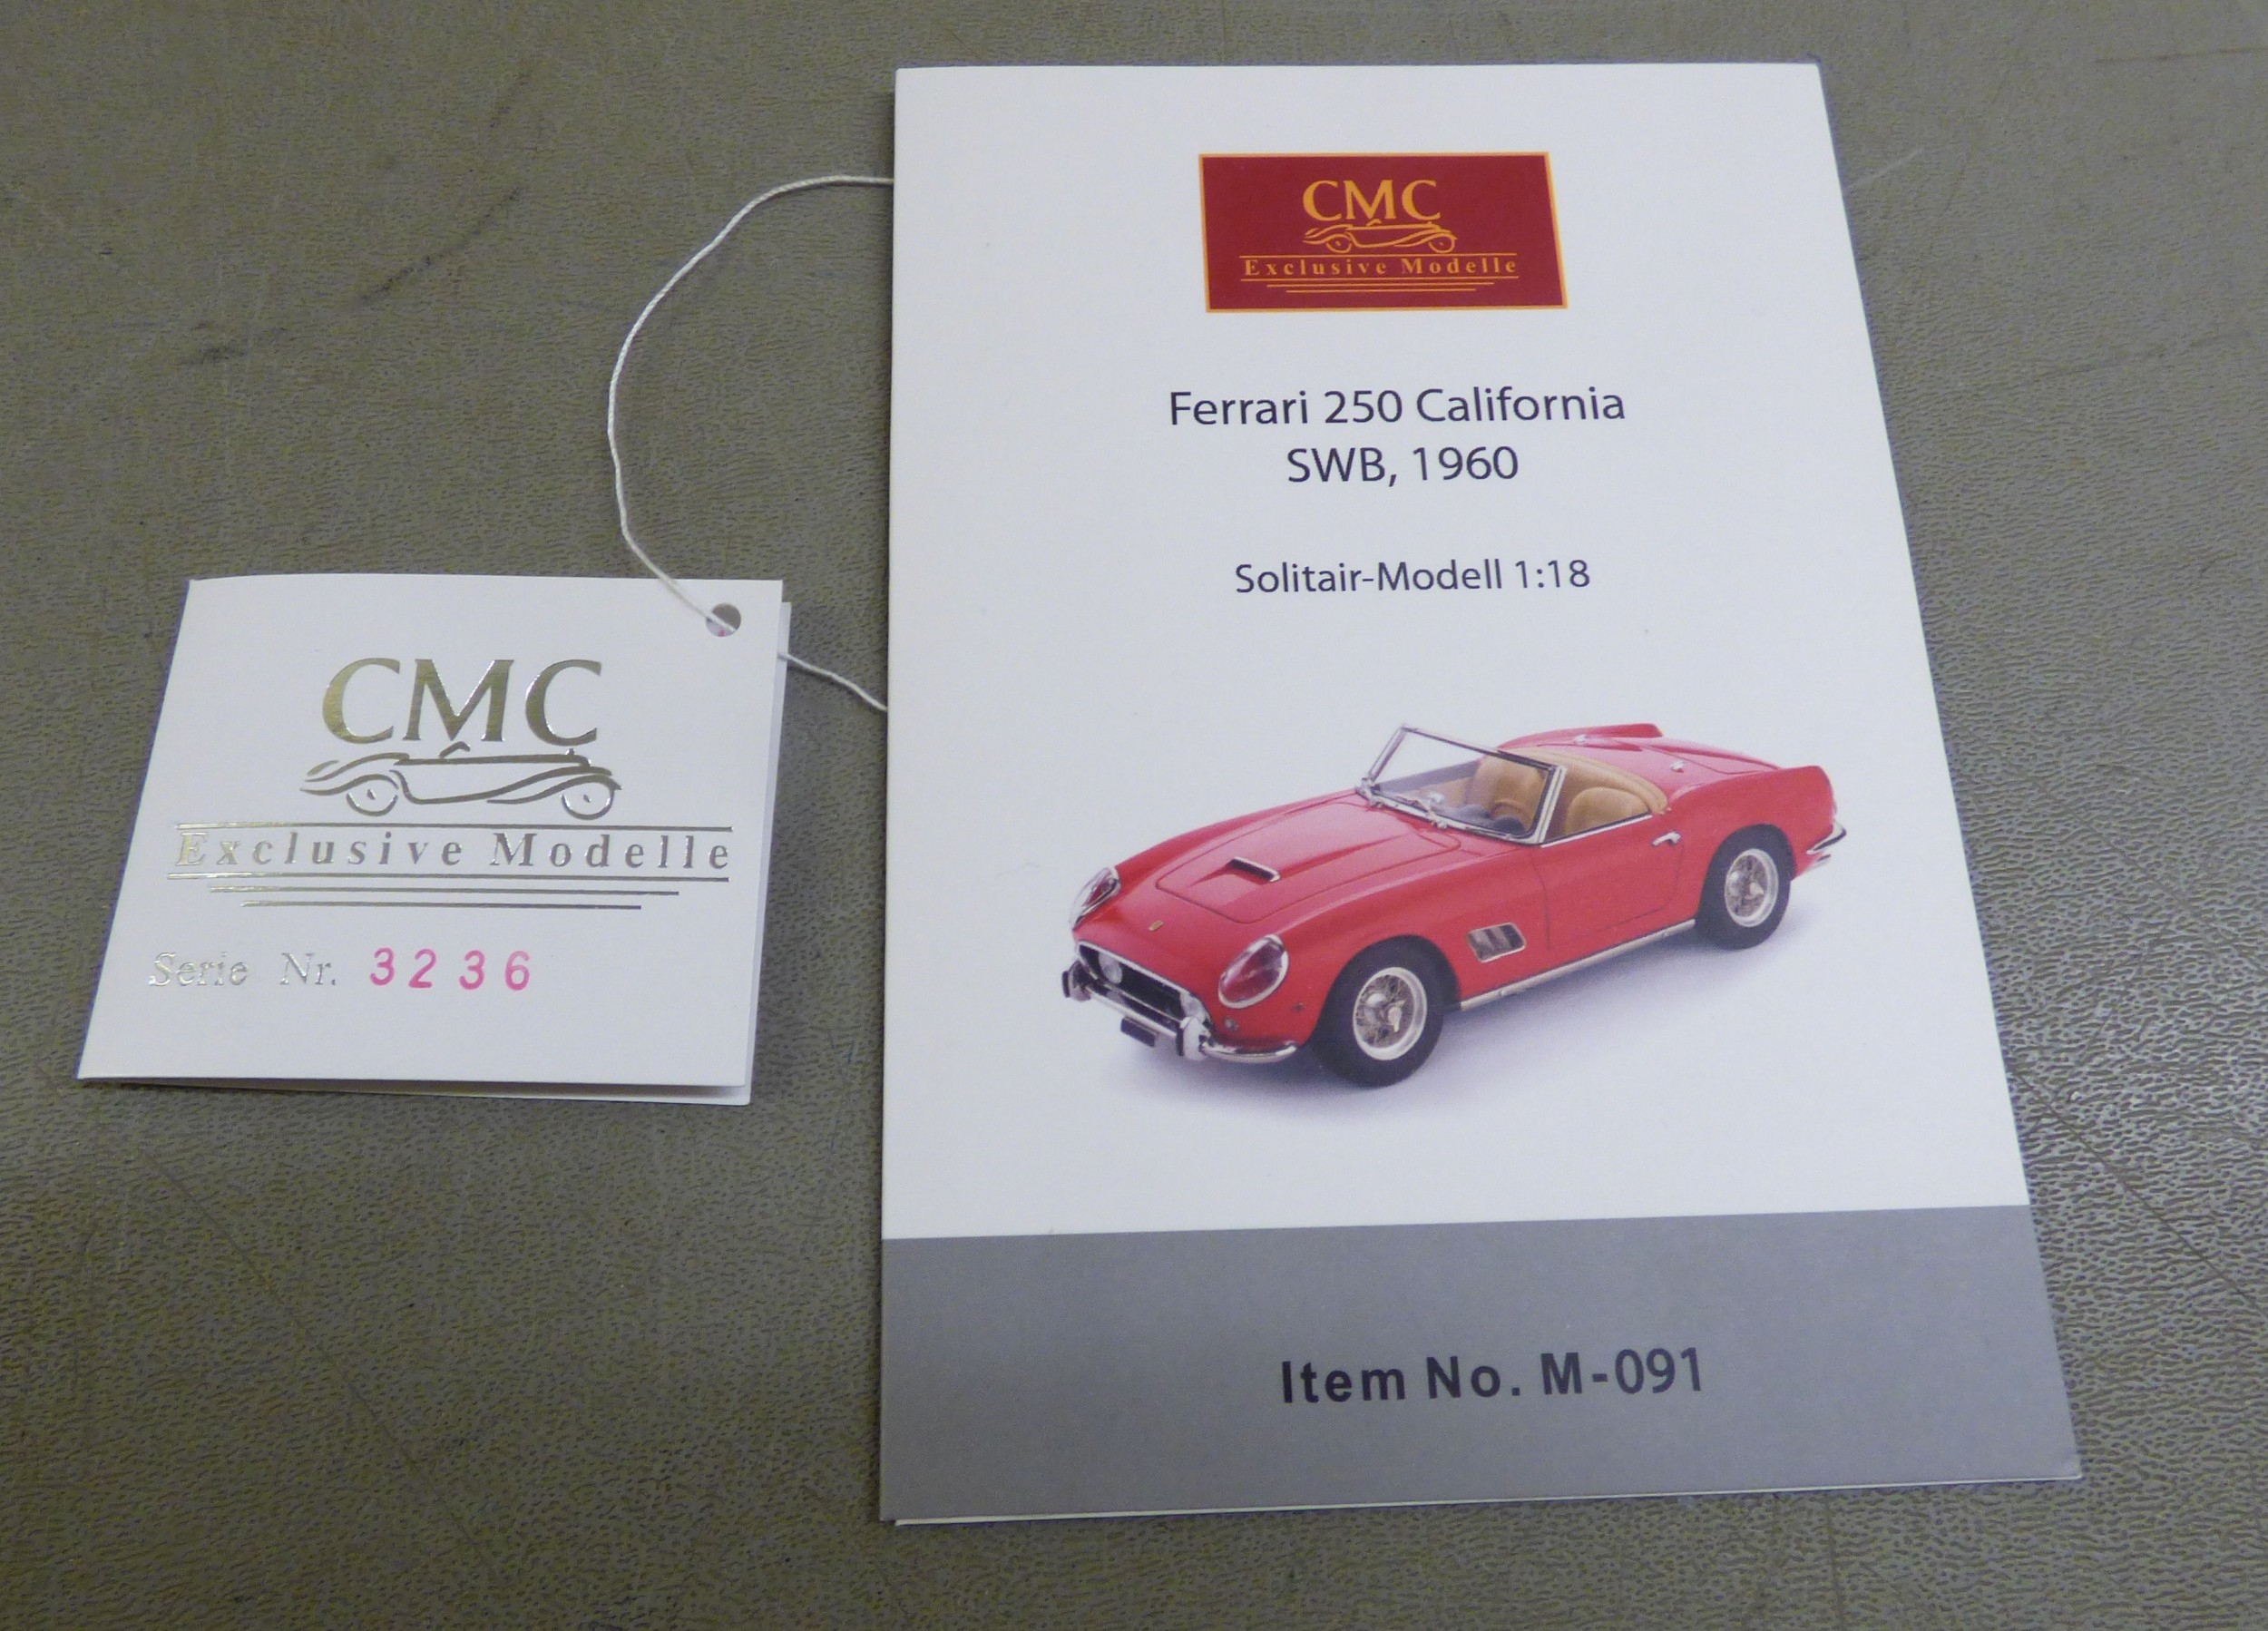 CMC
Exclusive Modelle
Serie Nr. 3236
CMC
Exclusive Modelle
Ferrari 250 California
SWB, 1960
Solitair-Modell 1:18
Item No. M-091